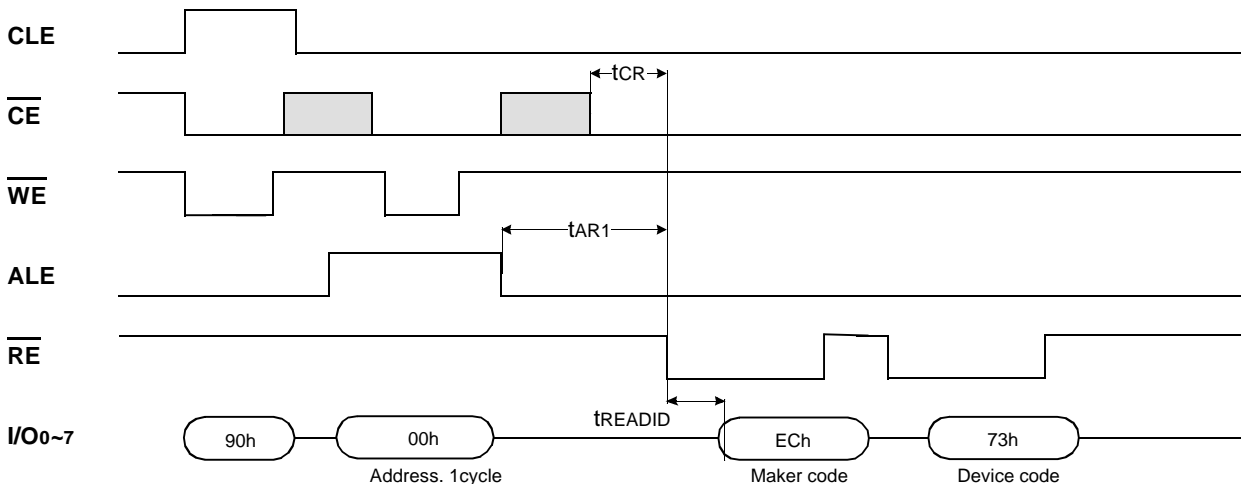 CLE
tCR
CE
WE
tAR1
ALE
RE
tREADID
I/O0~7
90h
00h
ECh
73h
Address. 1cycle
Maker code
Device code